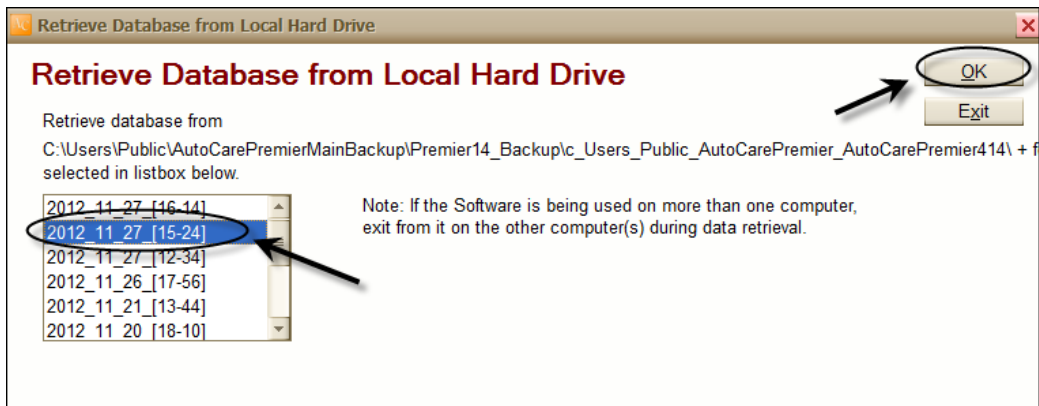 Retrieve Database from Local Hard Drive
Retrieve Database from Local Hard Drive
OK
Exit
Retrieve database from
C:\Users\Public\AutoCarePremierMainBackup\Premier14_Backup\c_Users_Public_AutoCarePremier_AutoCarePremier414\ + f
selected in listbox below.
2012_11_27_[16-14]
2012_11_27_[15-24]
2012_11_27_[12-34]
2012_11_26_[17-56]
2012_11_21_[13-44]
2012_11_20_[18-10]
Note: If the Software is being used on more than one computer,
exit from it on the other computer(s) during data retrieval.